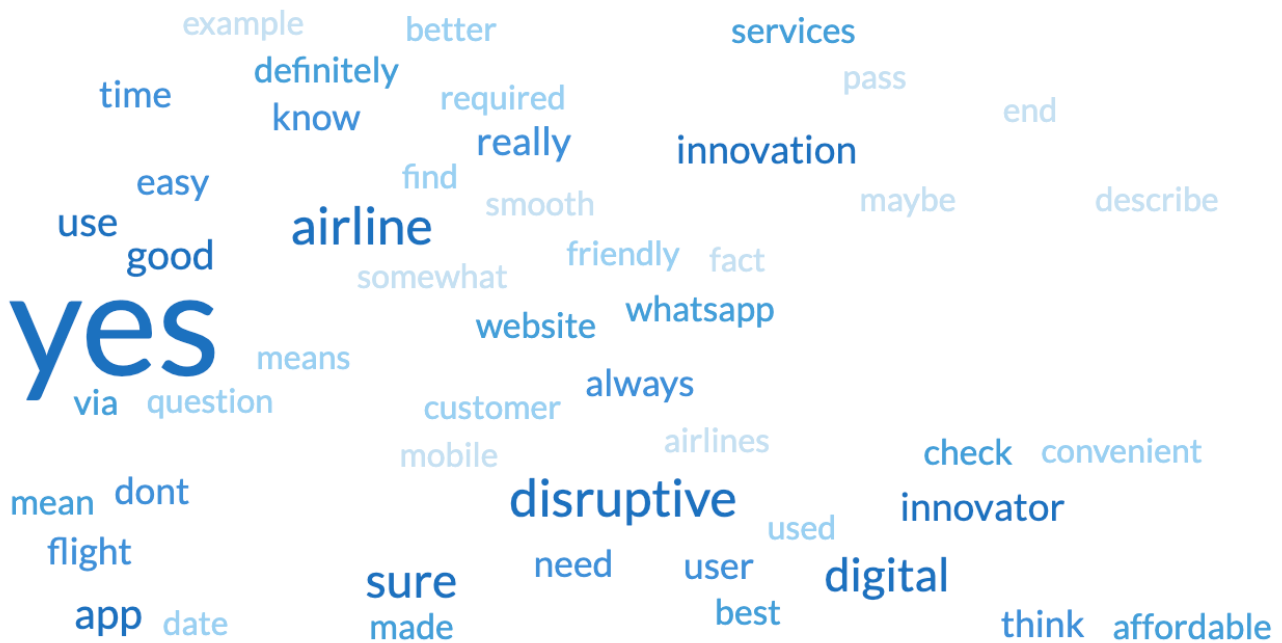 example
better
services
definitely
pass
time
required
end
know
really
innovation
find
easy
smooth
maybe
describe
use
airline
good
friendly
fact
somewhat
yes
whatsapp
website
means
always
via
question
customer
airlines
mobile
check
convenient
mean
dont
disruptive
innovator
used
flight
need
user
sure
digital
app
best
date
made
think
affordable